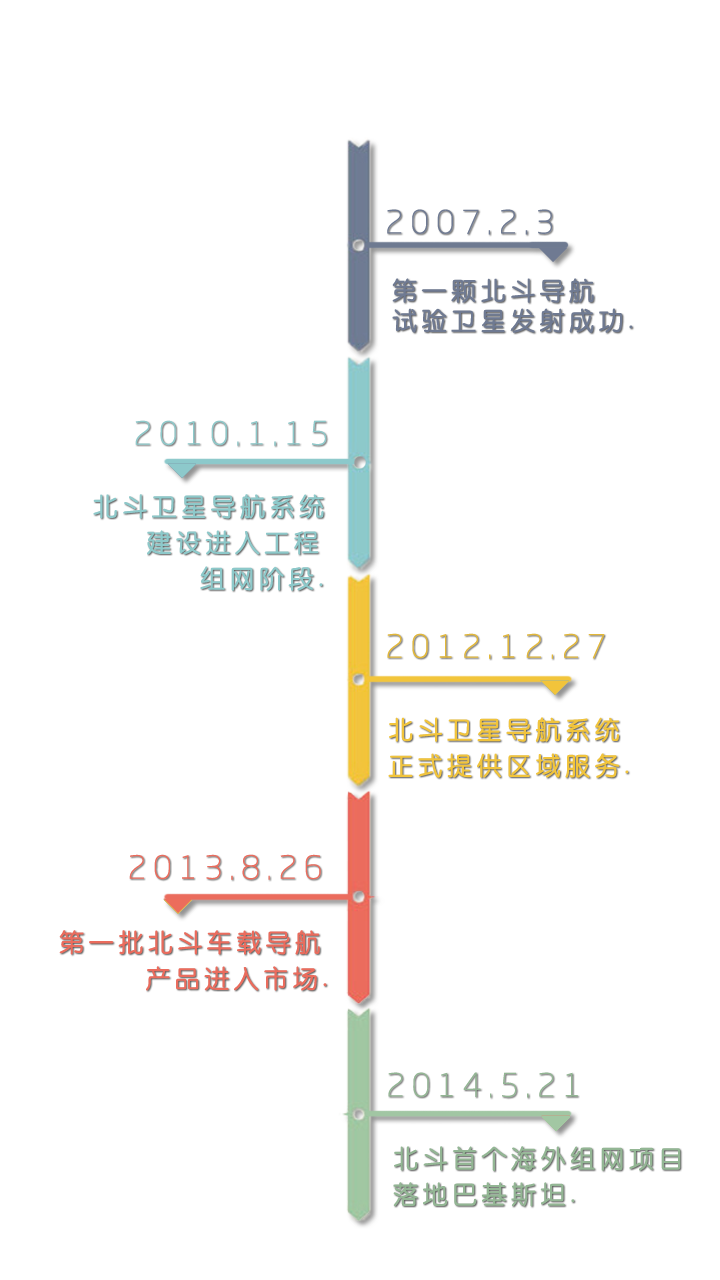 2007.2.3
第一颗北斗导航
试验卫星发射成功.
2010.1.15
北斗卫星导航系统
建设进入工程
组网阶段.
2012.12.27
北斗卫星导航系统
正式提供区域服务.
2013.8.26
第一批北斗车载导航
产品进入市场.
2014.5.21
北斗首个海外组网项目
落地巴基斯坦.